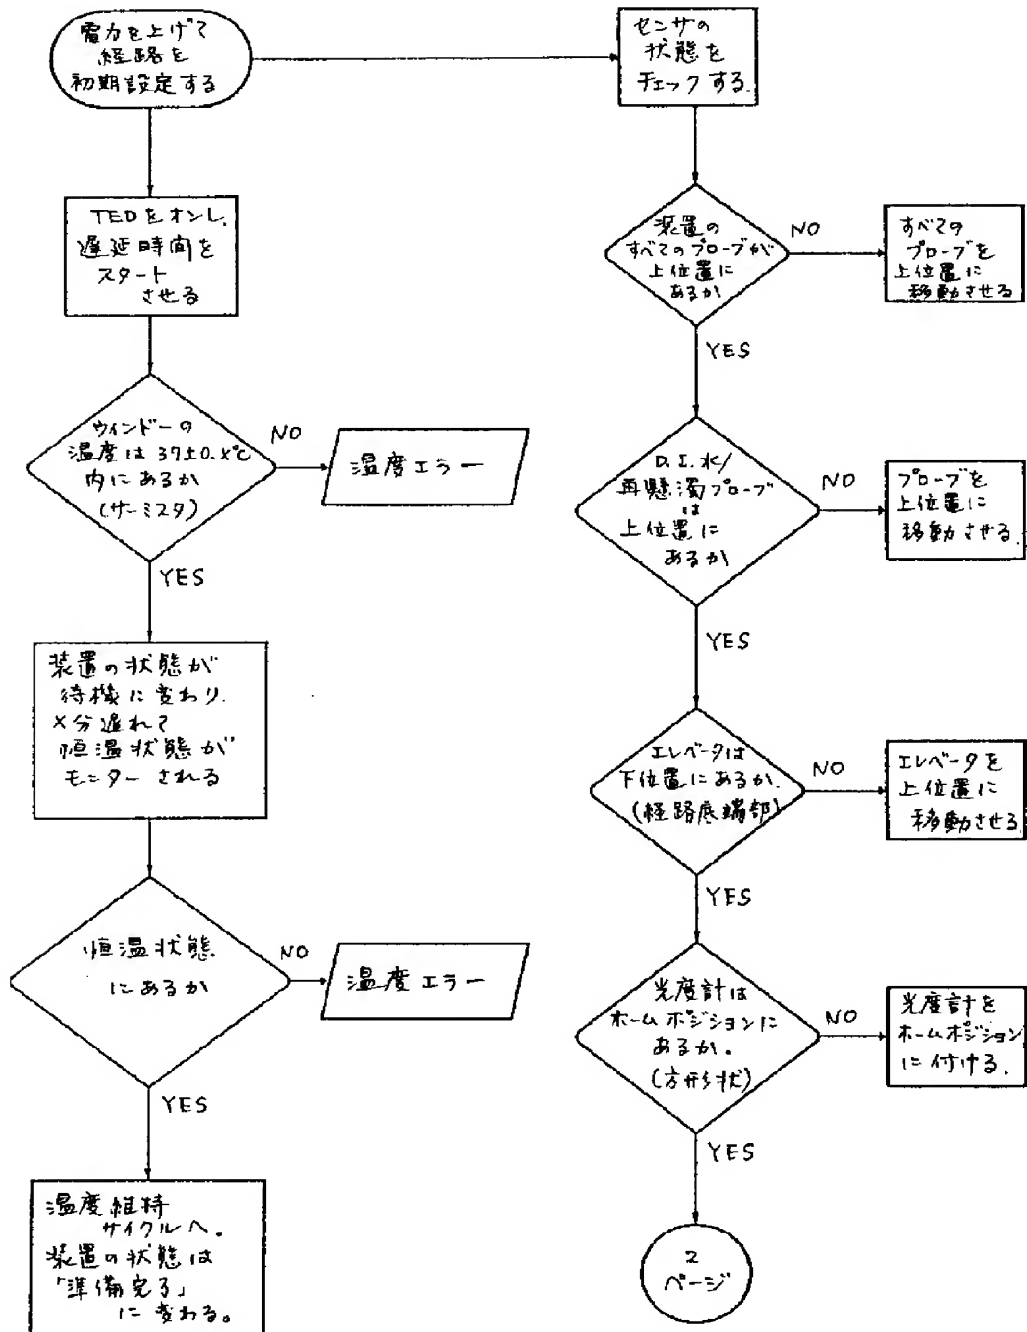 電力を上げて
経路を
初期設定する
センサの
状態を
チェックする.
TEDをオンし,
遅延時間を
スタート
させる
装置の
すべてのプローブが
上位置に
あるか
NO
すべての
プローブを
上位置に
移動させる
YES
ウィンドーの
温度は37±0.x℃
内にあるか
(サーミスタ)
NO
温度エラー
YES
D.I.水/
再懸濁プローブ
は
上位置に
あるか
NO
プローブを
上位置に
移動させる.
YES
装置の状態が
待機に変わり.
×分遅れて
恒温状態が
モニターされる
エレベータは
下位置にあるか.
(経路底端部)
NO
エレベータを
上位置に
移動させる
YES
恒温状態
にあるか
NO
温度エラー
YES
光度計は
ホームポジションに
あるか.
(方形状)
NO
光度計を
ホームポジション
に付ける.
YES
温度維持
サイクルへ.
装置の状態は
「準備完了」
に変わる。
2
ページ